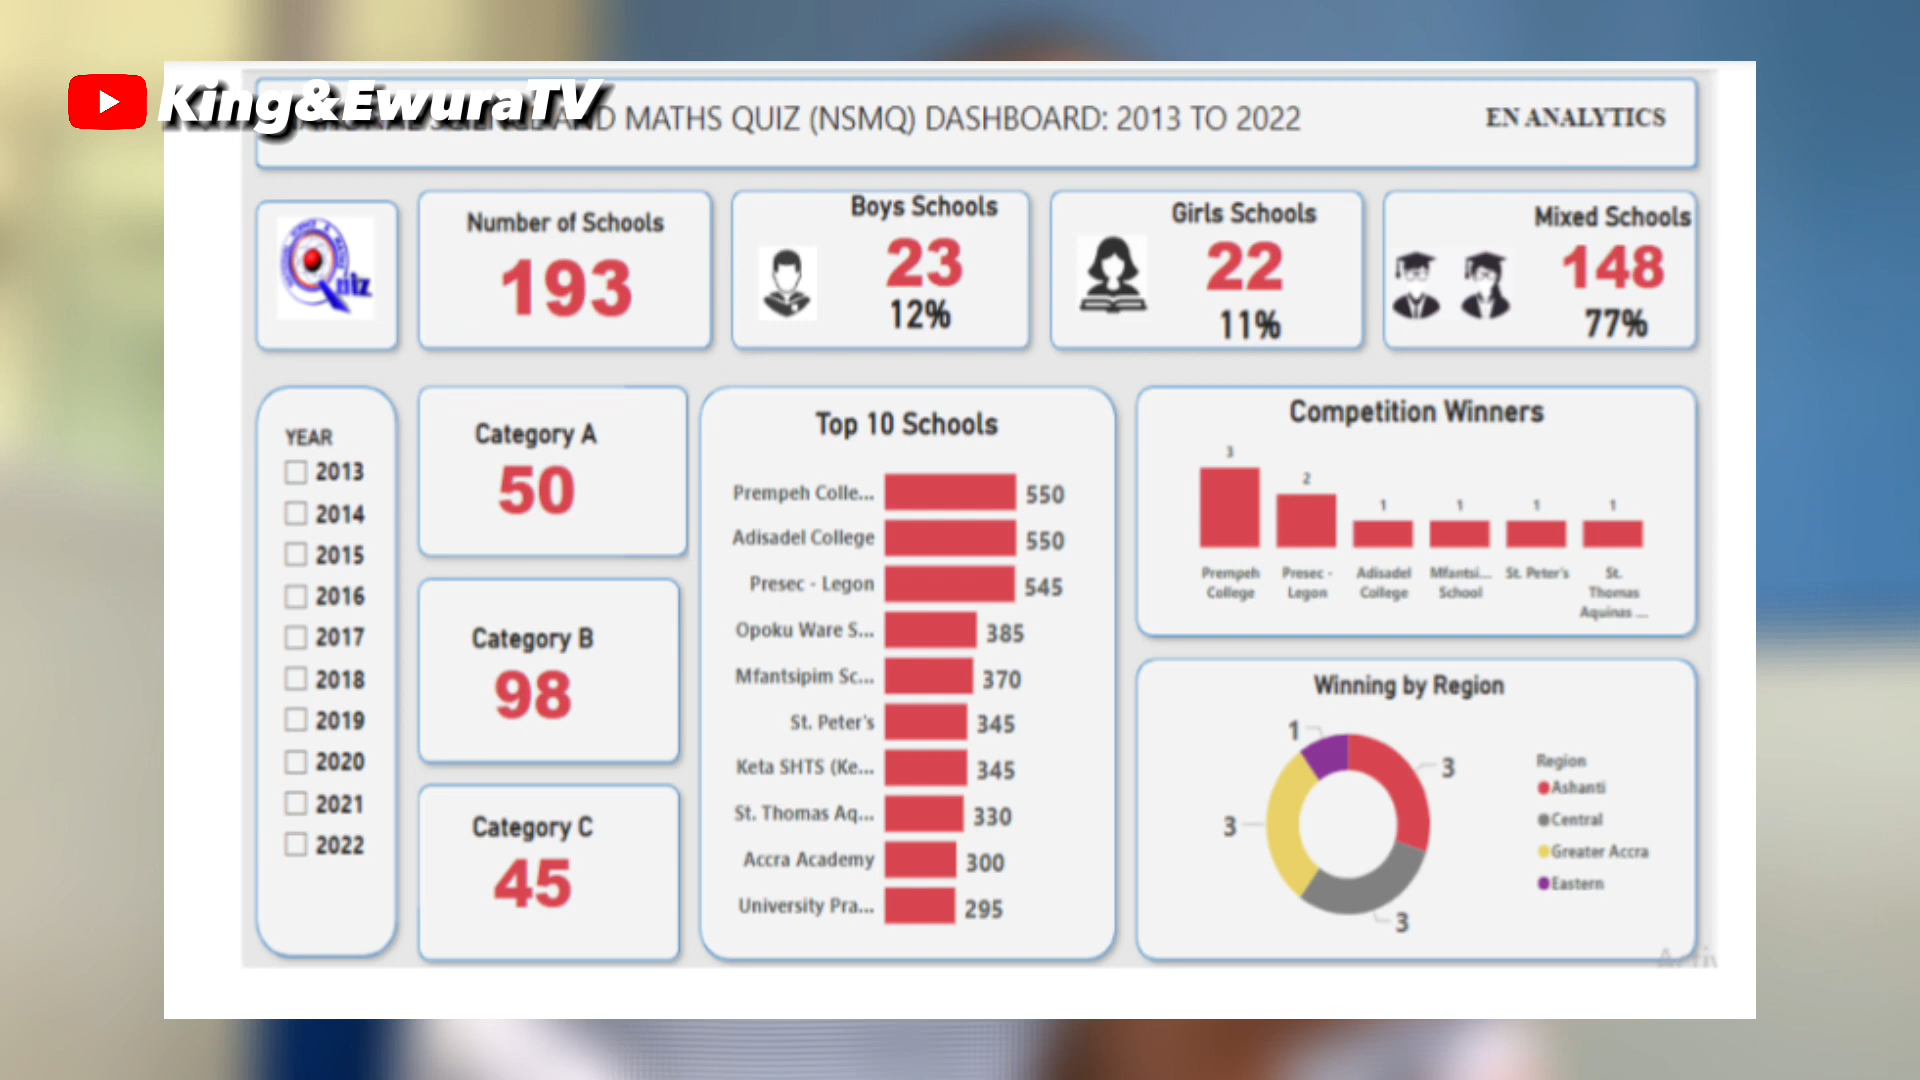 King&EwuraTV
AND MATHS QUIZ (NSMQ) DASHBOARD: 2013 TO 2022
EN ANALYTICS
Number of Schools
193
Boys Schools
23
12%
Girls Schools
22
11%
Mixed Schools
148
77%
YEAR
2013
2014
2015
2016
2017
2018
2019
2020
2021
2022
Category A
50
Category B
98
Category C
45
Top 10 Schools
Prempeh Colle... 550
Adisadel College 550
Presec - Legon 545
Opoku Ware S... 385
Mfantsipim Sc... 370
St. Peter's 345
Keta SHTS (Ke... 345
St. Thomas Aq... 330
Accra Academy 300
University Pra... 295
Competition Winners
3
2
1
1
1
1
Prempeh College
Presec - Legon
Adisadel College
Mfantsi... School
St. Peter's
St. Thomas Aquinas ...
Winning by Region
1
3
3
3
Region
Ashanti
Central
Greater Accra
Eastern